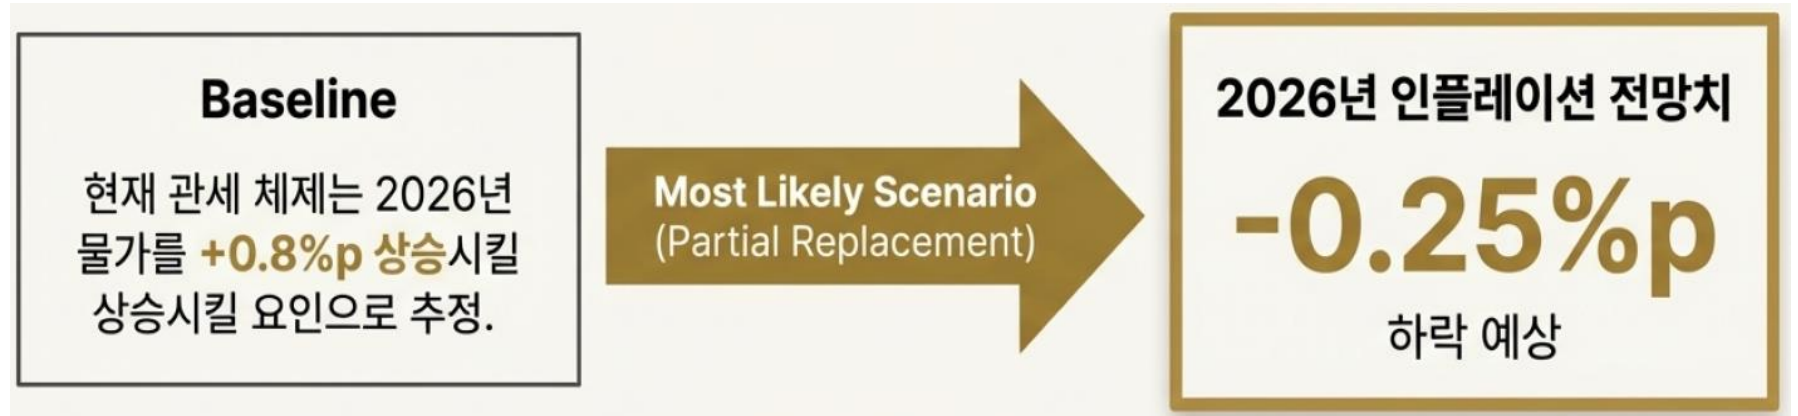 Baseline
현재 관세 체제는 2026년
물가를 +0.8%p 상승시킬
상승시킬 요인으로 추정.
Most Likely Scenario
(Partial Replacement)
2026년 인플레이션 전망치
-0.25%p
하락 예상